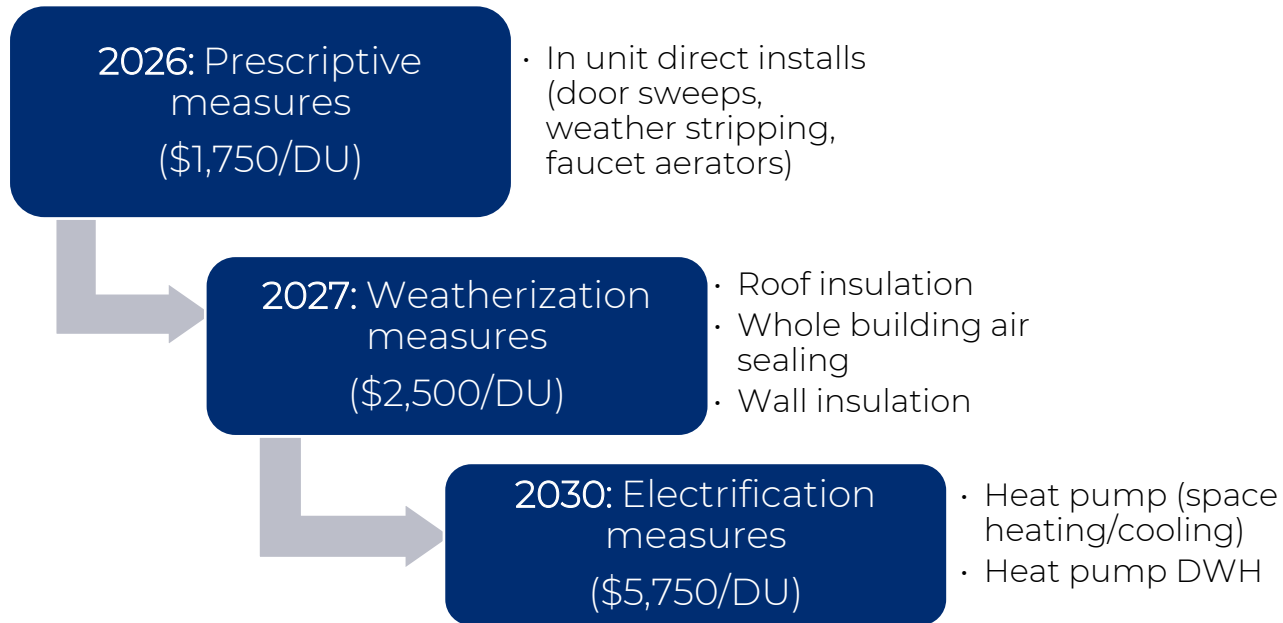 2026: Prescriptive
measures
($1,750/DU)
· In unit direct installs
(door sweeps,
weather stripping,
faucet aerators)
2027: Weatherization
measures
($2,500/DU)
· Roof insulation
· Whole building air
sealing
· Wall insulation
2030: Electrification
measures
($5,750/DU)
· Heat pump (space
heating/cooling)
· Heat pump DWH